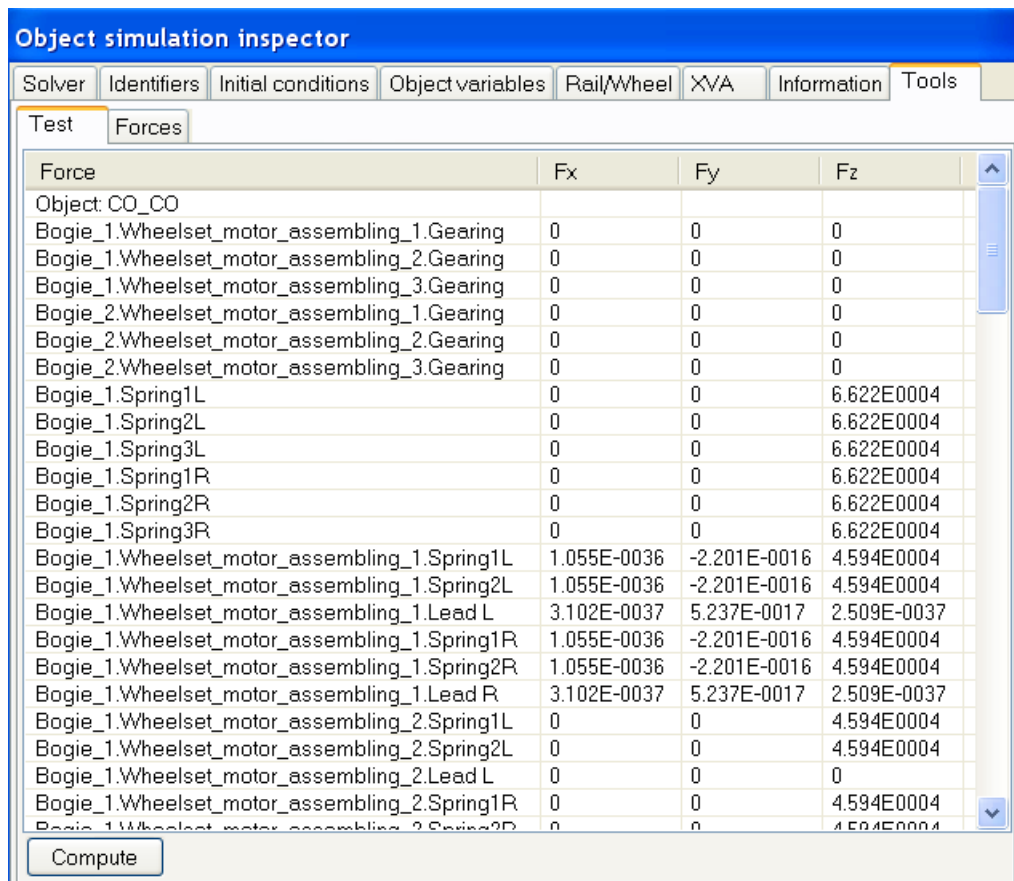 Object simulation inspector
Solver Identifiers Initial conditions Object variables Rail/Wheel XVA Information Tools
Test Forces
Force Fx Fy Fz
Object: CO_CO
Bogie_1.Wheelset_motor_assembling_1.Gearing 0 0 0
Bogie_1.Wheelset_motor_assembling_2.Gearing 0 0 0
Bogie_1.Wheelset_motor_assembling_3.Gearing 0 0 0
Bogie_2.Wheelset_motor_assembling_1.Gearing 0 0 0
Bogie_2.Wheelset_motor_assembling_2.Gearing 0 0 0
Bogie_2.Wheelset_motor_assembling_3.Gearing 0 0 0
Bogie_1.Spring1L 0 0 6.622E0004
Bogie_1.Spring2L 0 0 6.622E0004
Bogie_1.Spring3L 0 0 6.622E0004
Bogie_1.Spring1R 0 0 6.622E0004
Bogie_1.Spring2R 0 0 6.622E0004
Bogie_1.Spring3R 0 0 6.622E0004
Bogie_1.Wheelset_motor_assembling_1.Spring1L 1.055E-0036 -2.201E-0016 4.594E0004
Bogie_1.Wheelset_motor_assembling_1.Spring2L 1.055E-0036 -2.201E-0016 4.594E0004
Bogie_1.Wheelset_motor_assembling_1.Lead L 3.102E-0037 5.237E-0017 2.509E-0037
Bogie_1.Wheelset_motor_assembling_1.Spring1R 1.055E-0036 -2.201E-0016 4.594E0004
Bogie_1.Wheelset_motor_assembling_1.Spring2R 1.055E-0036 -2.201E-0016 4.594E0004
Bogie_1.Wheelset_motor_assembling_1.Lead R 3.102E-0037 5.237E-0017 2.509E-0037
Bogie_1.Wheelset_motor_assembling_2.Spring1L 0 0 4.594E0004
Bogie_1.Wheelset_motor_assembling_2.Spring2L 0 0 4.594E0004
Bogie_1.Wheelset_motor_assembling_2.Lead L 0 0 0
Bogie_1.Wheelset_motor_assembling_2.Spring1R 0 0 4.594E0004
Bogie_1.Wheelset_motor_assembling_2.Spring2R 0 0 4.594E0004
Compute